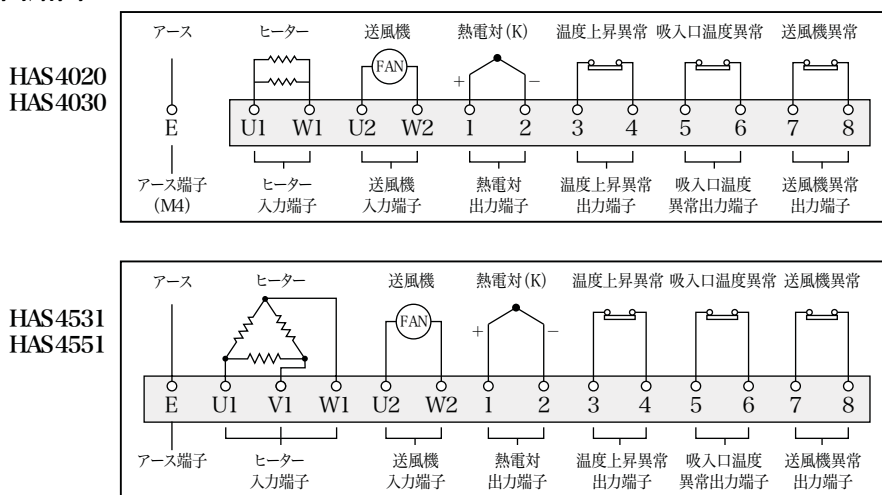 アース ヒーター 送風機 熱電対(K) 温度上昇異常 吸入口温度異常 送風機異常
HAS4020
HAS4030
FAN
+ −
E U1 W1 U2 W2 1 2 3 4 5 6 7 8
アース端子 ヒーター 送風機 熱電対 温度上昇異常 吸入口温度 送風機異常
(M4) 入力端子 入力端子 出力端子 出力端子 異常出力端子 出力端子
アース ヒーター 送風機 熱電対(K) 温度上昇異常 吸入口温度異常 送風機異常
HAS4531
HAS4551
FAN
+ −
E U1 V1 W1 U2 W2 1 2 3 4 5 6 7 8
アース端子 ヒーター 送風機 熱電対 温度上昇異常 吸入口温度 送風機異常
入力端子 入力端子 出力端子 出力端子 異常出力端子 出力端子